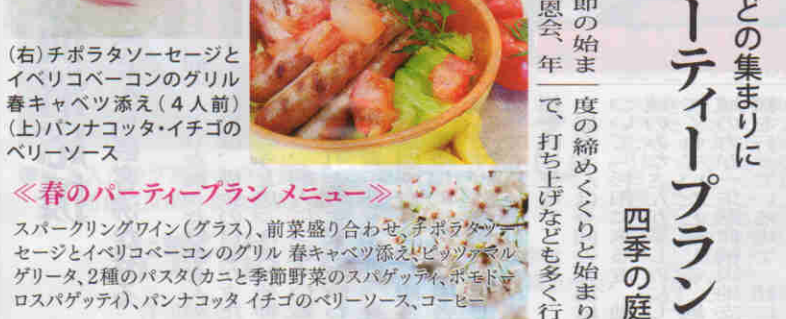 どの集まりに
ーティープラン
四季の庭
節の始ま
恩会、年
度の締めくくりと始まり
で、打ち上げなども多く行
(右)チポラタソーセージと
イベリコベーコンのグリル
春キャベツ添え(4人前)
(上)パンナコッタ・イチゴの
ベリーソース
≪春のパーティープラン メニュー≫
スパークリングワイン(グラス)、前菜盛り合わせ、チポラタソー
セージとイベリコベーコンのグリル 春キャベツ添え、ピッツァマル
ゲリータ、2種のパスタ(カニと季節野菜のスパゲッティ、ポモドー
ロスパゲッティ)、パンナコッタ イチゴのベリーソース、コーヒー